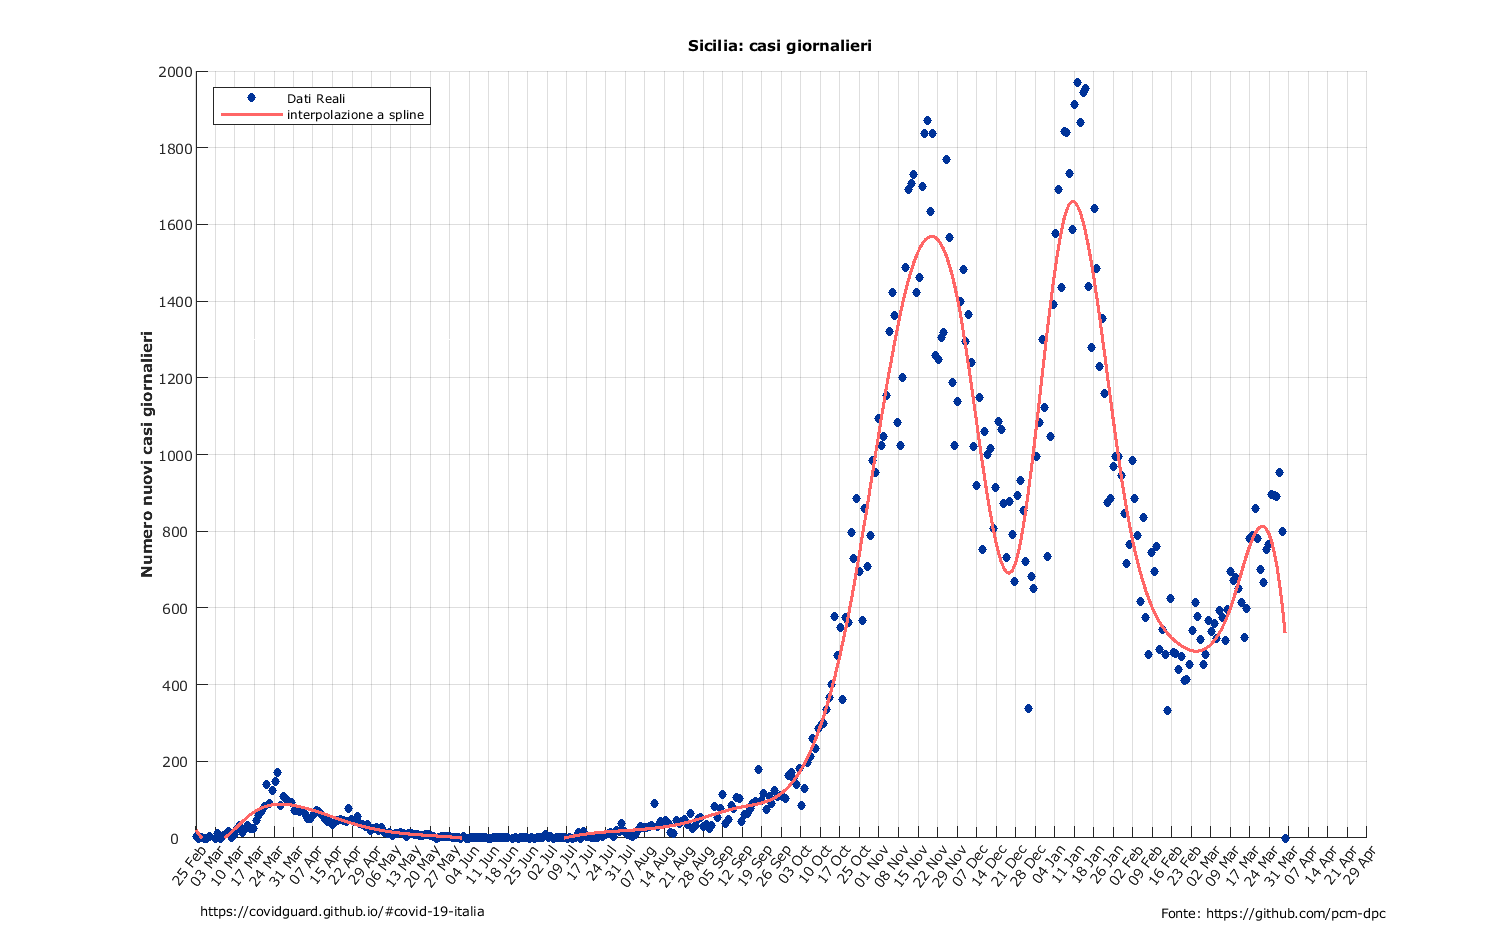 Sicilia: casi giornalieri
Dati Reali
interpolazione a spline
Numero nuovi casi giornalieri
2000
1800
1600
1400
1200
1000
800
600
400
200
0
25 Feb
03 Mar
10 Mar
17 Mar
24 Mar
31 Mar
07 Apr
15 Apr
22 Apr
29 Apr
06 May
13 May
20 May
27 May
04 Jun
11 Jun
18 Jun
25 Jun
02 Jul
09 Jul
17 Jul
24 Jul
31 Jul
07 Aug
14 Aug
21 Aug
28 Aug
05 Sep
12 Sep
19 Sep
26 Sep
03 Oct
10 Oct
17 Oct
25 Oct
01 Nov
08 Nov
15 Nov
22 Nov
29 Nov
07 Dec
14 Dec
21 Dec
28 Dec
04 Jan
11 Jan
18 Jan
26 Jan
02 Feb
09 Feb
16 Feb
23 Feb
02 Mar
09 Mar
17 Mar
24 Mar
31 Mar
07 Apr
14 Apr
21 Apr
29 Apr
https://covidguard.github.io/#covid-19-italia
Fonte: https://github.com/pcm-dpc